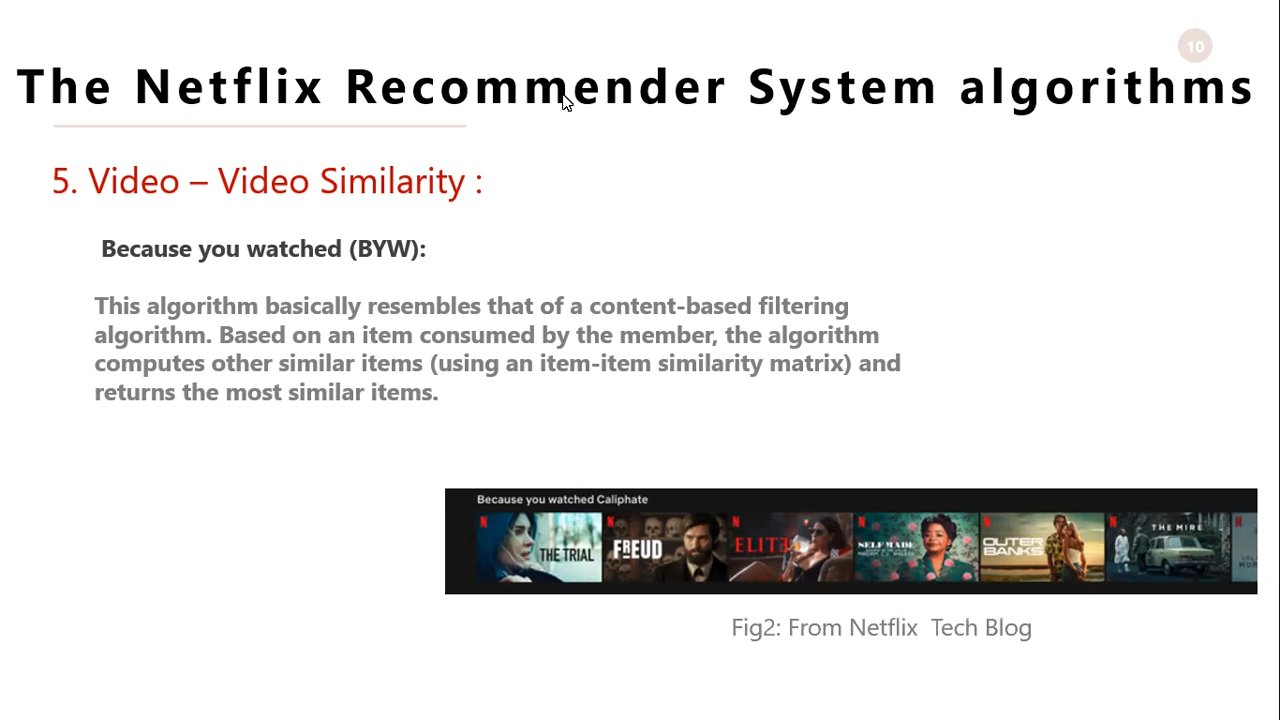 10
The Netflix Recommender System algorithms
5. Video – Video Similarity :
Because you watched (BYW):
This algorithm basically resembles that of a content-based filtering
algorithm. Based on an item consumed by the member, the algorithm
computes other similar items (using an item-item similarity matrix) and
returns the most similar items.
Because you watched Caliphate
N THE TRIAL
N FREUD
N ELITE
N SELF MADE
N OUTER BANKS
N THE MIRE
N
Fig2: From Netflix Tech Blog